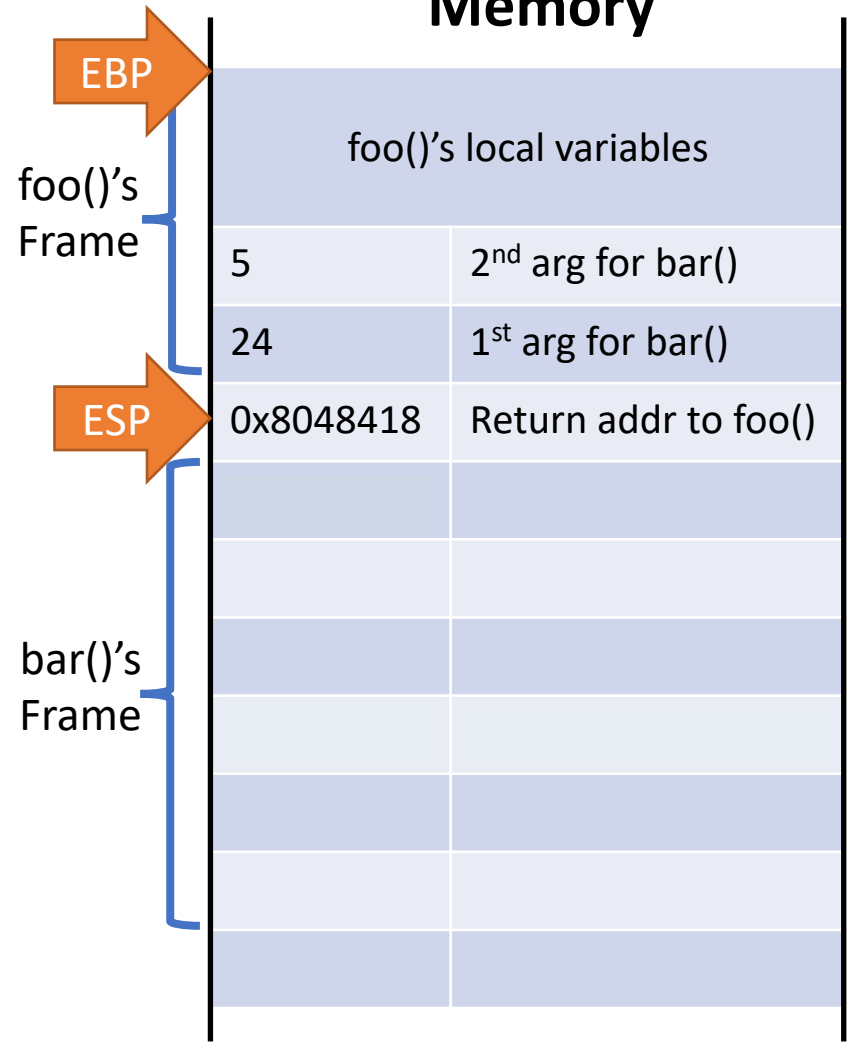 Memory
EBP
foo()'s local variables
foo()'s
Frame
5 2nd arg for bar()
24 1st arg for bar()
ESP
0x8048418 Return addr to foo()
bar()'s
Frame